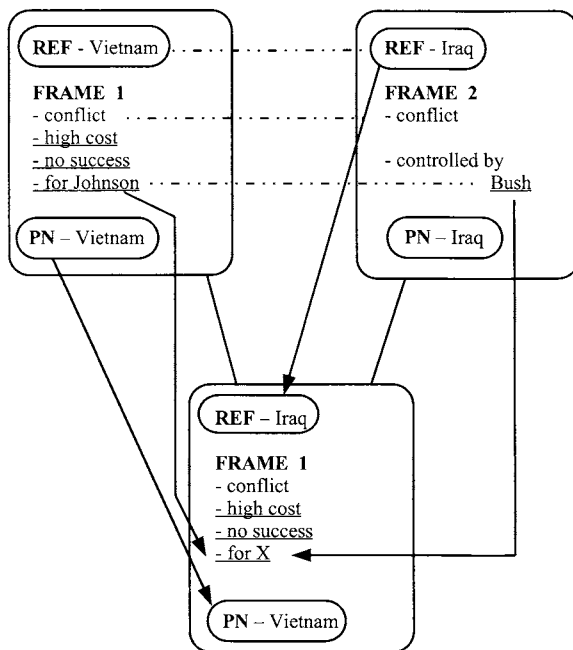 REF - Vietnam
FRAME 1
- conflict
- high cost
- no success
- for Johnson
PN – Vietnam
REF - Iraq
FRAME 2
- conflict
- controlled by
Bush
PN – Iraq
REF – Iraq
FRAME 1
- conflict
- high cost
- no success
- for X
PN – Vietnam